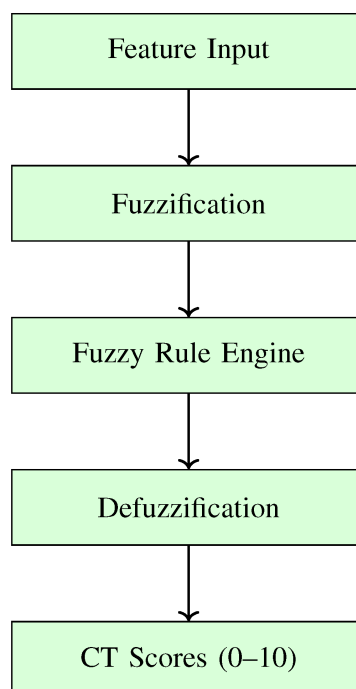 Feature Input
Fuzzification
Fuzzy Rule Engine
Defuzzification
CT Scores (0–10)